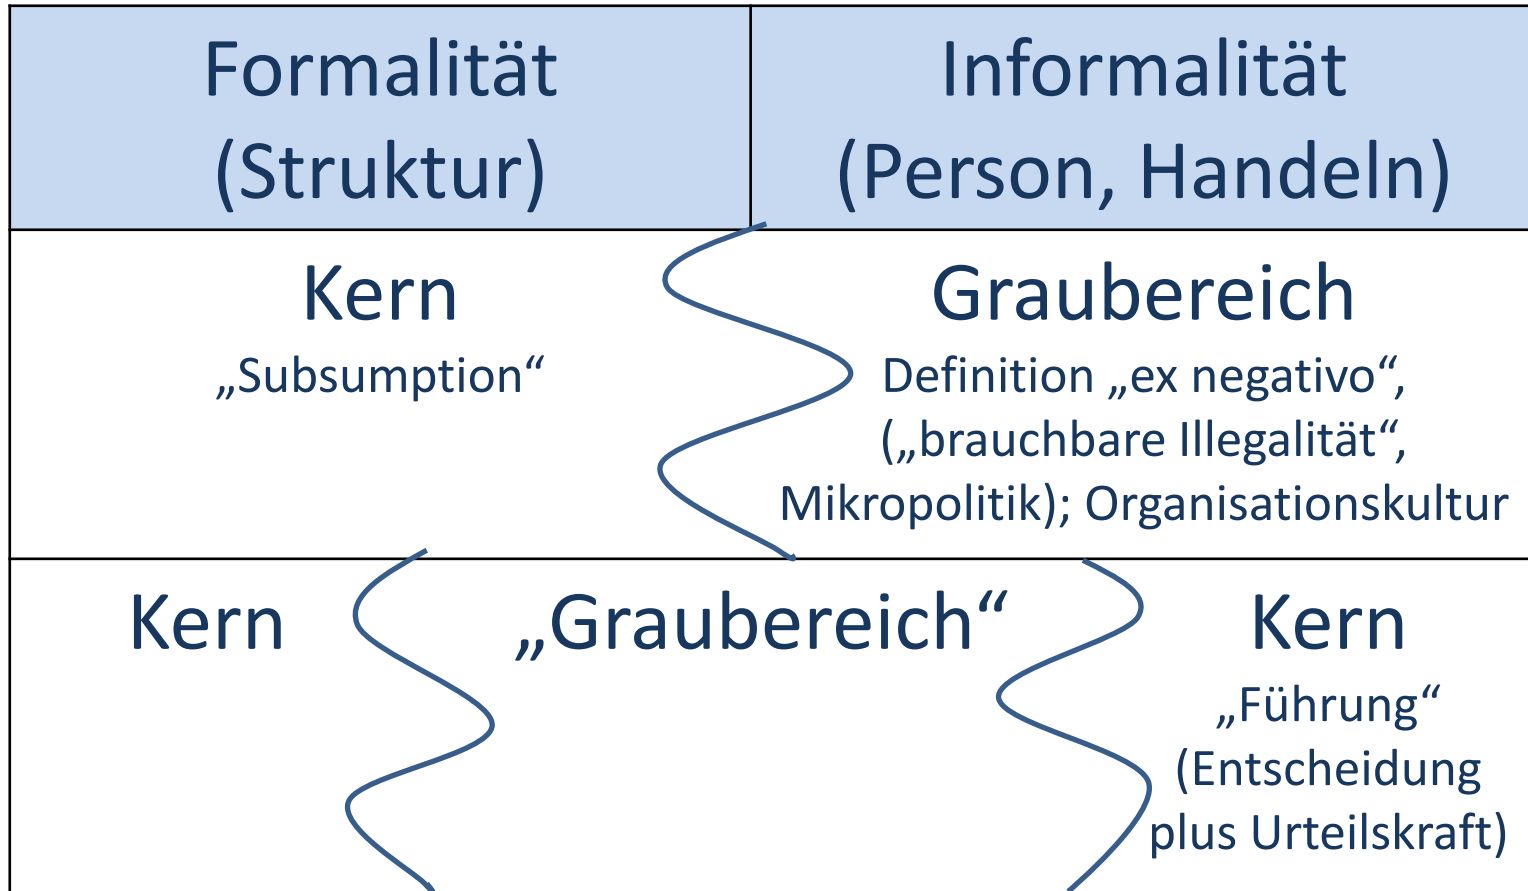 Formalität
(Struktur)
Informalität
(Person, Handeln)
Kern
„Subsumption“
Graubereich
Definition „ex negativo“,
(„brauchbare Illegalität“,
Mikropolitik); Organisationskultur
Kern
„Graubereich“
Kern
„Führung“
(Entscheidung
plus Urteilskraft)